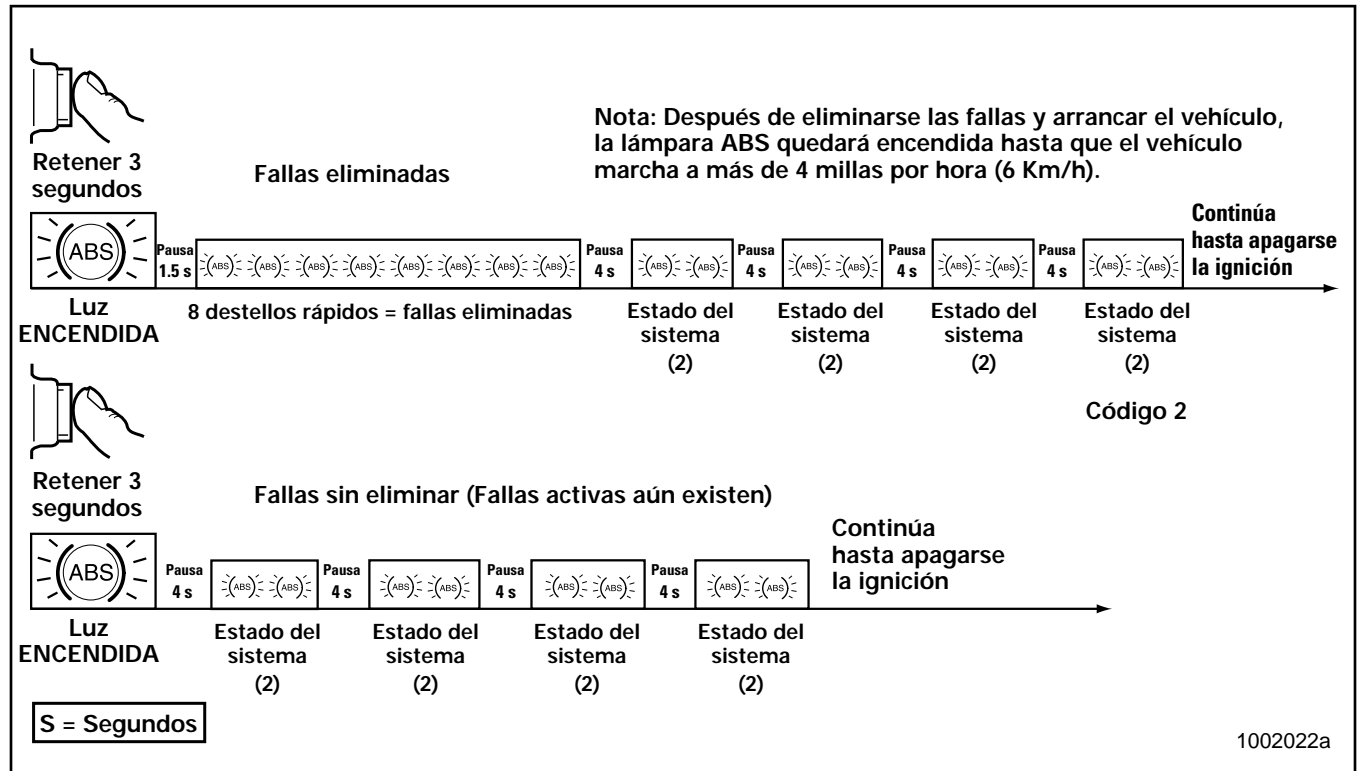 Retener 3
segundos
Fallas eliminadas
Nota: Después de eliminarse las fallas y arrancar el vehículo,
la lámpara ABS quedará encendida hasta que el vehículo
marcha a más de 4 millas por hora (6 Km/h).
ABS
Pausa
1.5 s
ABS ABS ABS ABS ABS ABS ABS ABS
Pausa
4 s
ABS ABS
Pausa
4 s
ABS ABS
Pausa
4 s
ABS ABS
Pausa
4 s
ABS ABS
Continúa
hasta apagarse
la ignición
Luz
ENCENDIDA
8 destellos rápidos = fallas eliminadas
Estado del
sistema
(2)
Estado del
sistema
(2)
Estado del
sistema
(2)
Estado del
sistema
(2)
Código 2
Retener 3
segundos
Fallas sin eliminar (Fallas activas aún existen)
ABS
Pausa
4 s
ABS ABS
Pausa
4 s
ABS ABS
Pausa
4 s
ABS ABS
Pausa
4 s
ABS ABS
Continúa
hasta apagarse
la ignición
Luz
ENCENDIDA
Estado del
sistema
(2)
Estado del
sistema
(2)
Estado del
sistema
(2)
Estado del
sistema
(2)
S = Segundos
1002022a